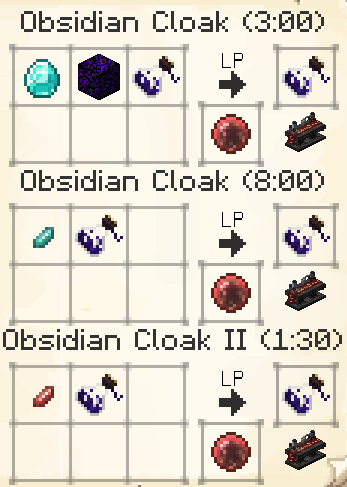 Obsidian Cloak (3:00)
LP
Obsidian Cloak (8:00)
LP
Obsidian Cloak II (1:30)
LP